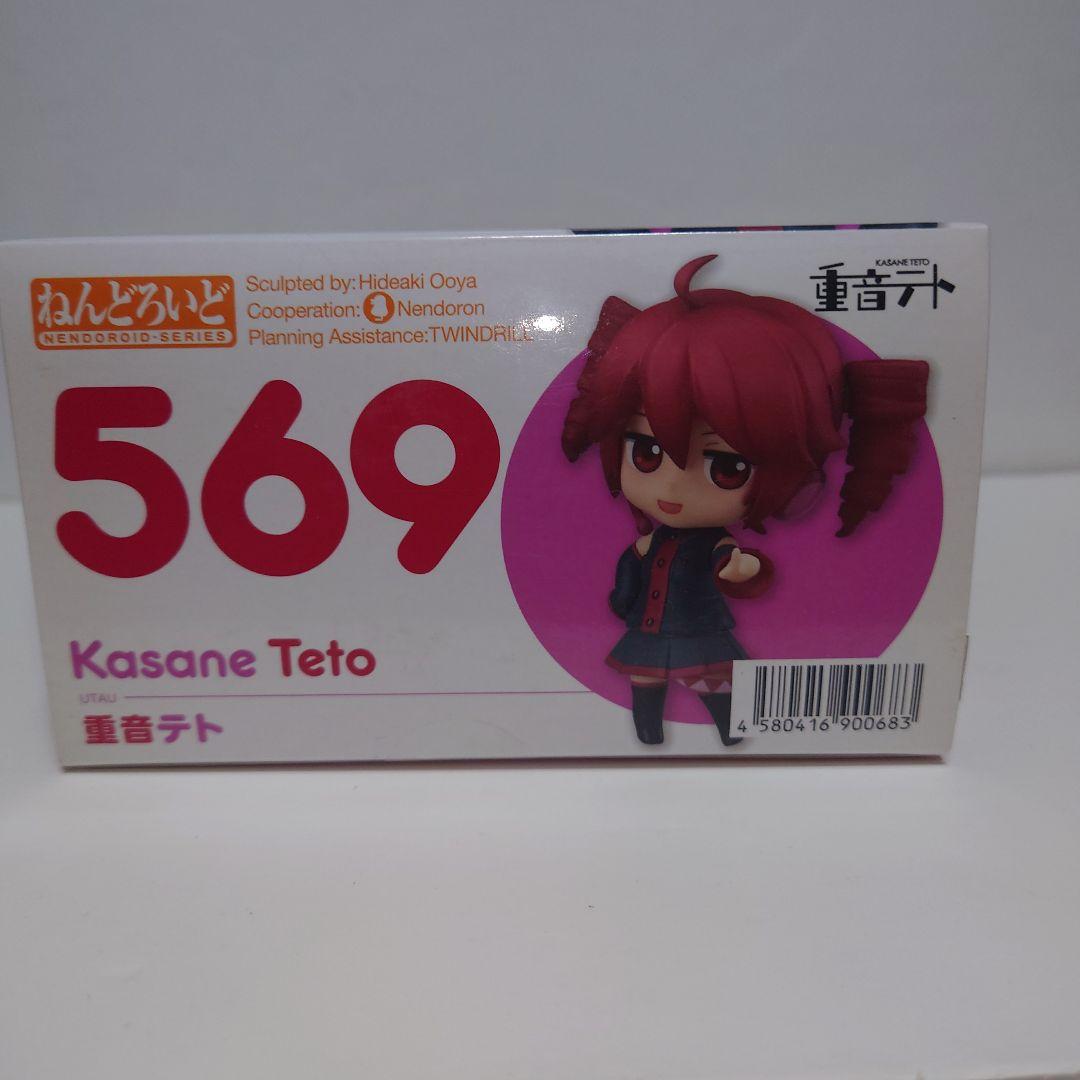 ねんどろいど
NENDOROID-SERIES
Sculpted by: Hideaki Ooya
Cooperation: Nendoron
Planning Assistance: TWINDRILL
KASANE TETO
重音テト
569
Kasane Teto
UTAU
重音テト
4 580416 900683